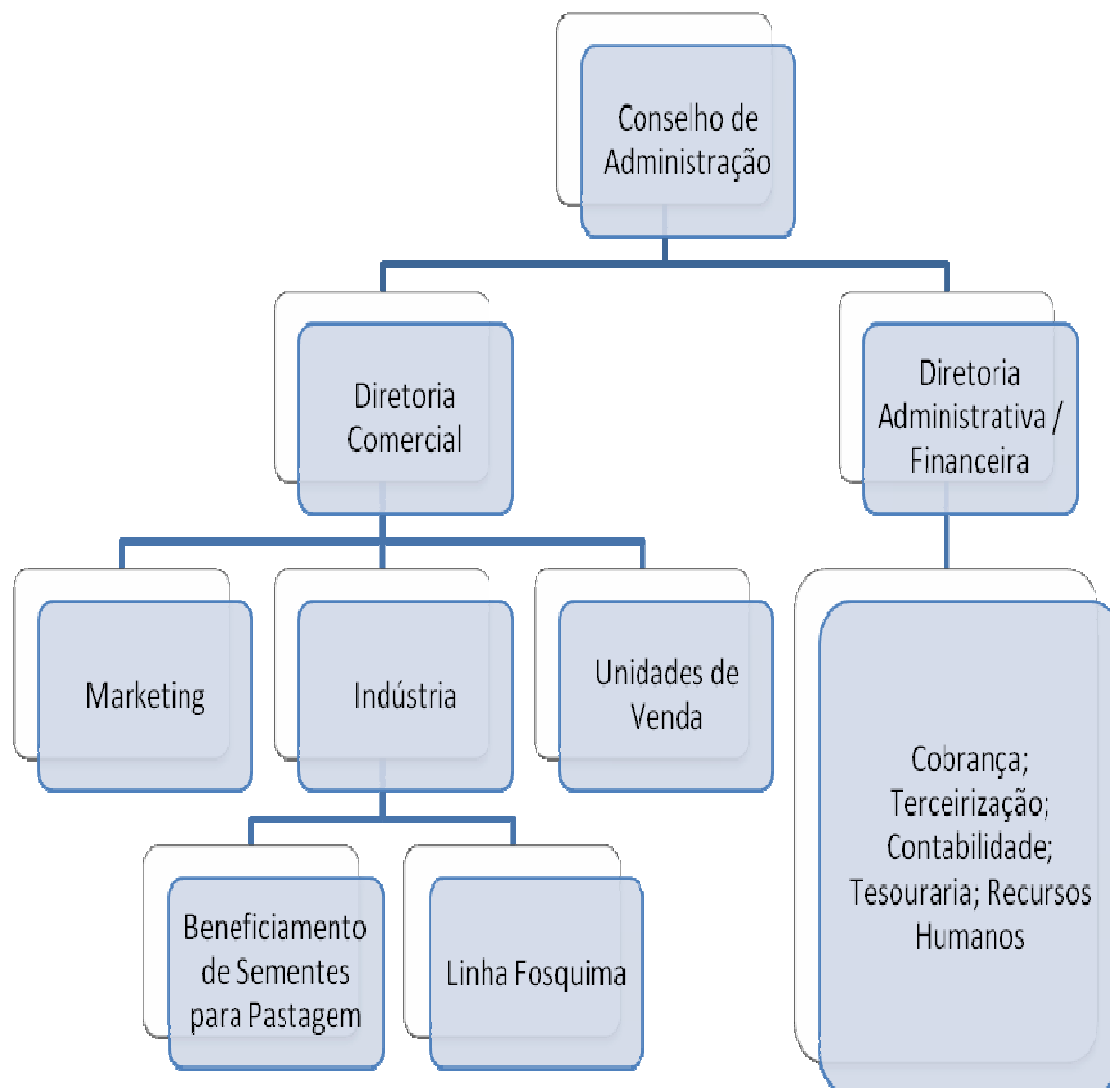 Conselho de
Administração
Diretoria
Comercial
Diretoria
Administrativa /
Financeira
Marketing
Indústria
Unidades de
Venda
Cobrança;
Terceirização;
Contabilidade;
Tesouraria; Recursos
Humanos
Beneficiamento
de Sementes
para Pastagem
Linha Fosquima